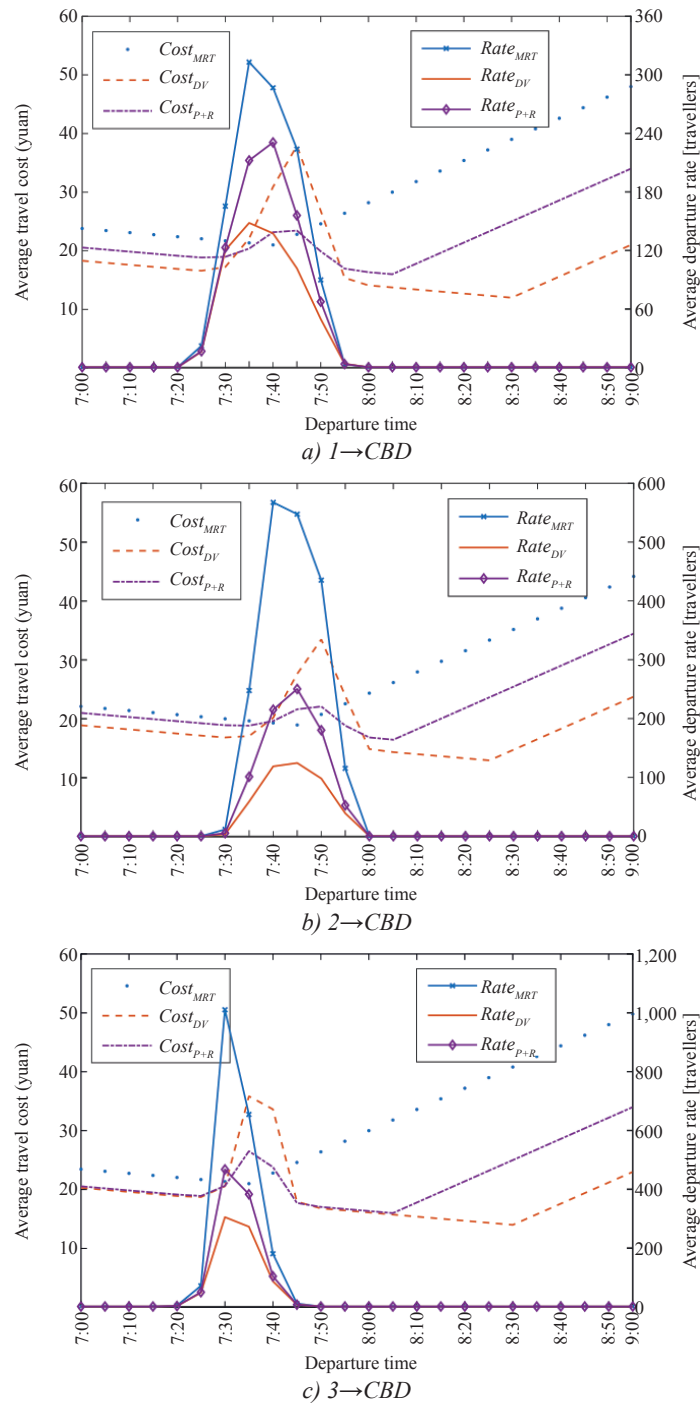 60
50
40
30
20
10
Average travel cost (yuan)
Cost_MRT
Cost_DV
Cost_P+R
Rate_MRT
Rate_DV
Rate_P+R
360
300
240
180
120
60
0
Average departure rate [travellers]
7:00
7:10
7:20
7:30
7:40
7:50
8:00
8:10
8:20
8:30
8:40
8:50
9:00
Departure time
a) 1→CBD
60
50
40
30
20
10
Average travel cost (yuan)
Cost_MRT
Cost_DV
Cost_P+R
Rate_MRT
Rate_DV
Rate_P+R
600
500
400
300
200
100
0
Average departure rate [travellers]
7:00
7:10
7:20
7:30
7:40
7:50
8:00
8:10
8:20
8:30
8:40
8:50
9:00
Departure time
b) 2→CBD
60
50
40
30
20
10
Average travel cost (yuan)
Cost_MRT
Cost_DV
Cost_P+R
Rate_MRT
Rate_DV
Rate_P+R
1,200
1,000
800
600
400
200
0
Average departure rate [travellers]
7:00
7:10
7:20
7:30
7:40
7:50
8:00
8:10
8:20
8:30
8:40
8:50
9:00
Departure time
c) 3→CBD